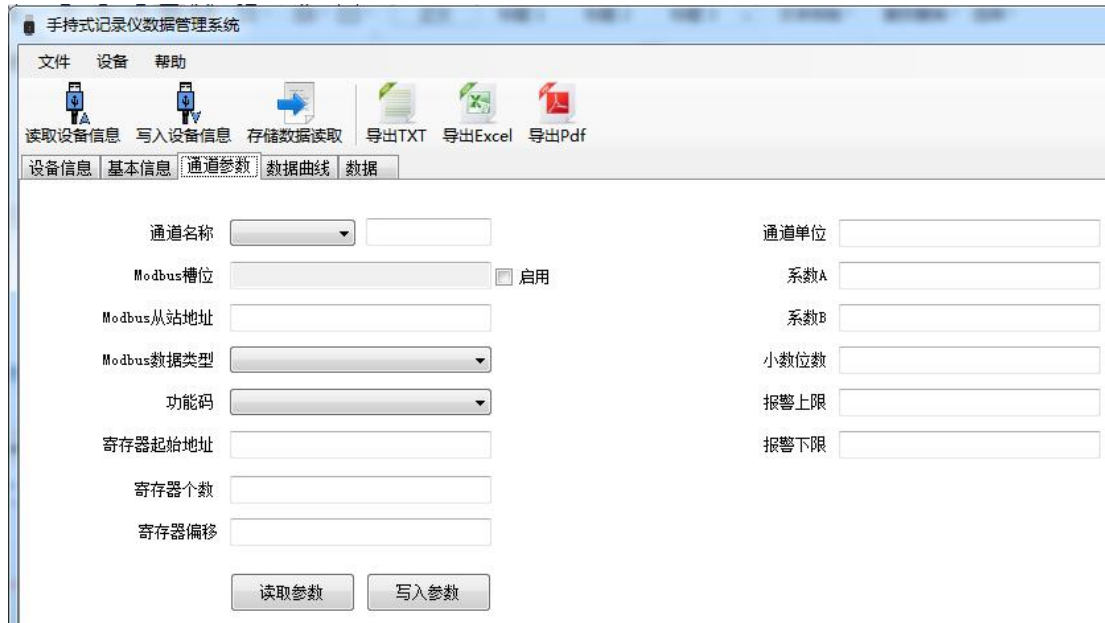 手持式记录仪数据管理系统
文件 设备 帮助
读取设备信息 写入设备信息 存储数据读取 导出TXT 导出Excel 导出Pdf
设备信息 基本信息 通道参数 数据曲线 数据
通道名称 通道单位
Modbus槽位 启用 系数A
Modbus从站地址 系数B
Modbus数据类型 小数位数
功能码 报警上限
寄存器起始地址 报警下限
寄存器个数
寄存器偏移
读取参数 写入参数